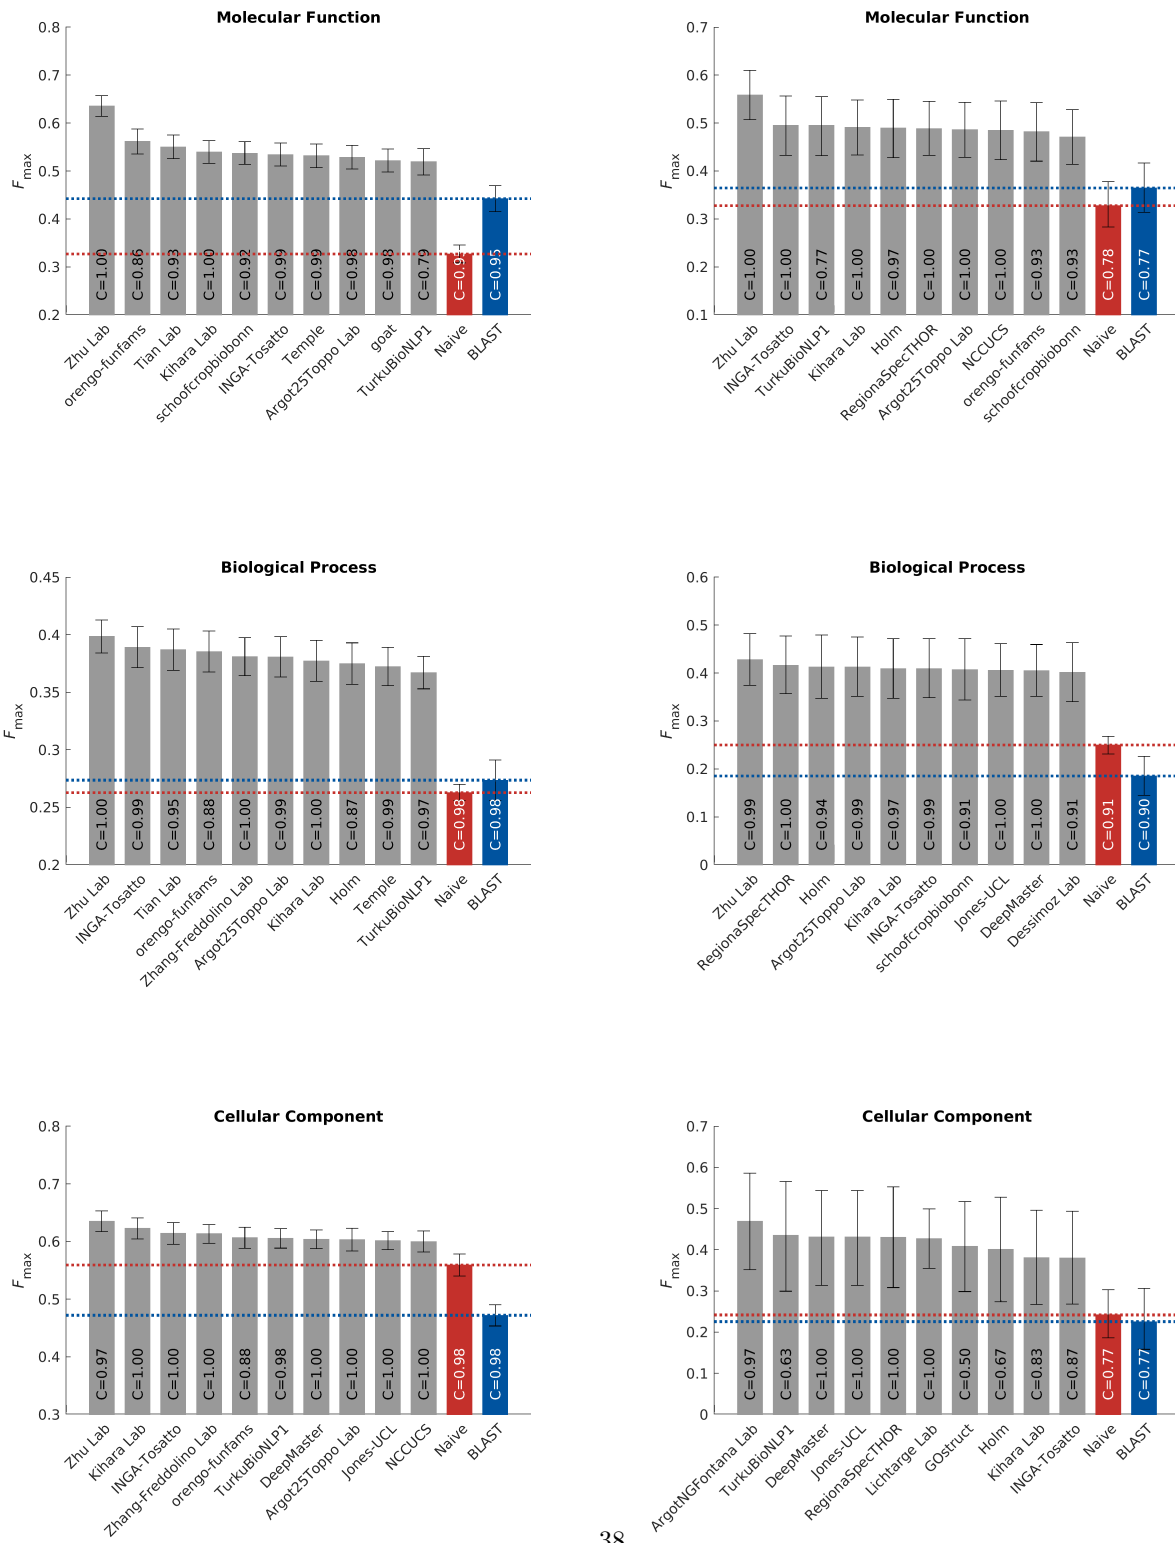 Molecular Function
0.8
0.7
0.6
0.5
0.4
0.3
0.2
Fmax
C=1.00
C=0.86
C=0.93
C=1.00
C=0.92
C=0.99
C=0.99
C=0.98
C=0.98
C=0.79
C=0.95
Zhu Lab
orengo-funfams
Tian Lab
Kihara Lab
schoofcropbiobonn
INGA-Tosatto
Temple
Argot25Toppo Lab
goat
TurkuBioNLP1
Naive
BLAST
Molecular Function
0.7
0.6
0.5
0.4
0.3
0.2
0.1
Fmax
C=1.00
C=1.00
C=0.77
C=1.00
C=0.97
C=1.00
C=1.00
C=1.00
C=0.93
C=0.93
C=0.78
C=0.77
Zhu Lab
INGA-Tosatto
TurkuBioNLP1
Kihara Lab
Holm
RegionaSpecTHOR
Argot25Toppo Lab
NCCUCS
orengo-funfams
schoofcropbiobonn
Naive
BLAST
Biological Process
0.45
0.4
0.35
0.3
0.25
0.2
Fmax
C=1.00
C=0.99
C=0.95
C=0.88
C=1.00
C=0.99
C=1.00
C=0.87
C=0.99
C=0.97
C=0.98
C=0.98
Zhu Lab
INGA-Tosatto
Tian Lab
orengo-funfams
Zhang-Freddolino Lab
Argot25Toppo Lab
Kihara Lab
Holm
Temple
TurkuBioNLP1
Naive
BLAST
Biological Process
0.6
0.5
0.4
0.3
0.2
0.1
0
Fmax
C=0.99
C=1.00
C=0.94
C=0.99
C=0.97
C=0.99
C=0.91
C=1.00
C=1.00
C=0.91
C=0.91
C=0.90
Zhu Lab
RegionaSpecTHOR
Holm
Argot25Toppo Lab
Kihara Lab
INGA-Tosatto
schoofcropbiobonn
Jones-UCL
DeepMaster
Dessimoz Lab
Naive
BLAST
Cellular Component
0.8
0.7
0.6
0.5
0.4
0.3
Fmax
C=0.97
C=1.00
C=1.00
C=1.00
C=0.88
C=0.98
C=1.00
C=1.00
C=1.00
C=1.00
C=0.98
C=0.98
Zhu Lab
Kihara Lab
INGA-Tosatto
Zhang-Freddolino Lab
orengo-funfams
TurkuBioNLP1
DeepMaster
Argot25Toppo Lab
Jones-UCL
NCCUCS
Naive
BLAST
Cellular Component
0.7
0.6
0.5
0.4
0.3
0.2
0.1
0
Fmax
C=0.97
C=0.63
C=1.00
C=1.00
C=1.00
C=1.00
C=0.50
C=0.67
C=0.83
C=0.87
C=0.77
C=0.77
ArgotNGFontana Lab
TurkuBioNLP1
DeepMaster
Jones-UCL
RegionaSpecTHOR
Lichtarge Lab
GOstruct
Holm
Kihara Lab
INGA-Tosatto
Naive
BLAST
38